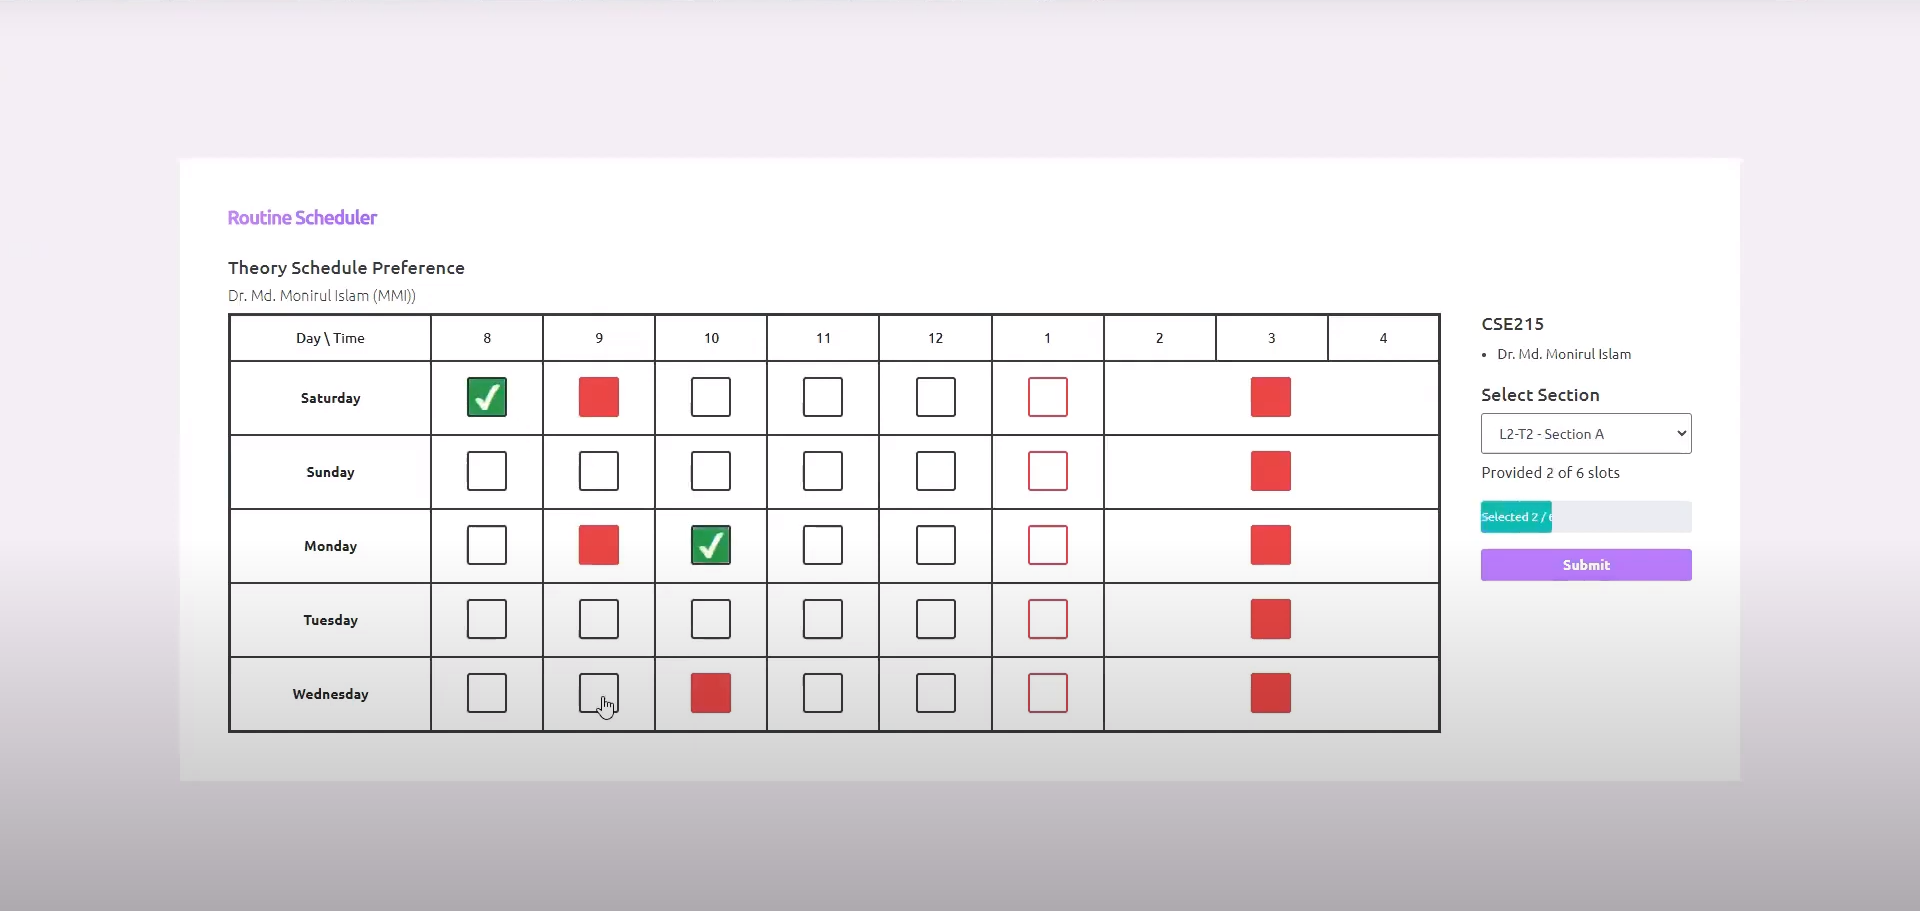 Routine Scheduler
Theory Schedule Preference
Dr. Md. Monirul Islam (MMI))
Day \ Time 8 9 10 11 12 1 2 3 4
Saturday
Sunday
Monday
Tuesday
Wednesday
CSE215
• Dr. Md. Monirul Islam
Select Section
L2-T2 - Section A
Provided 2 of 6 slots
Selected 2 / 6
Submit